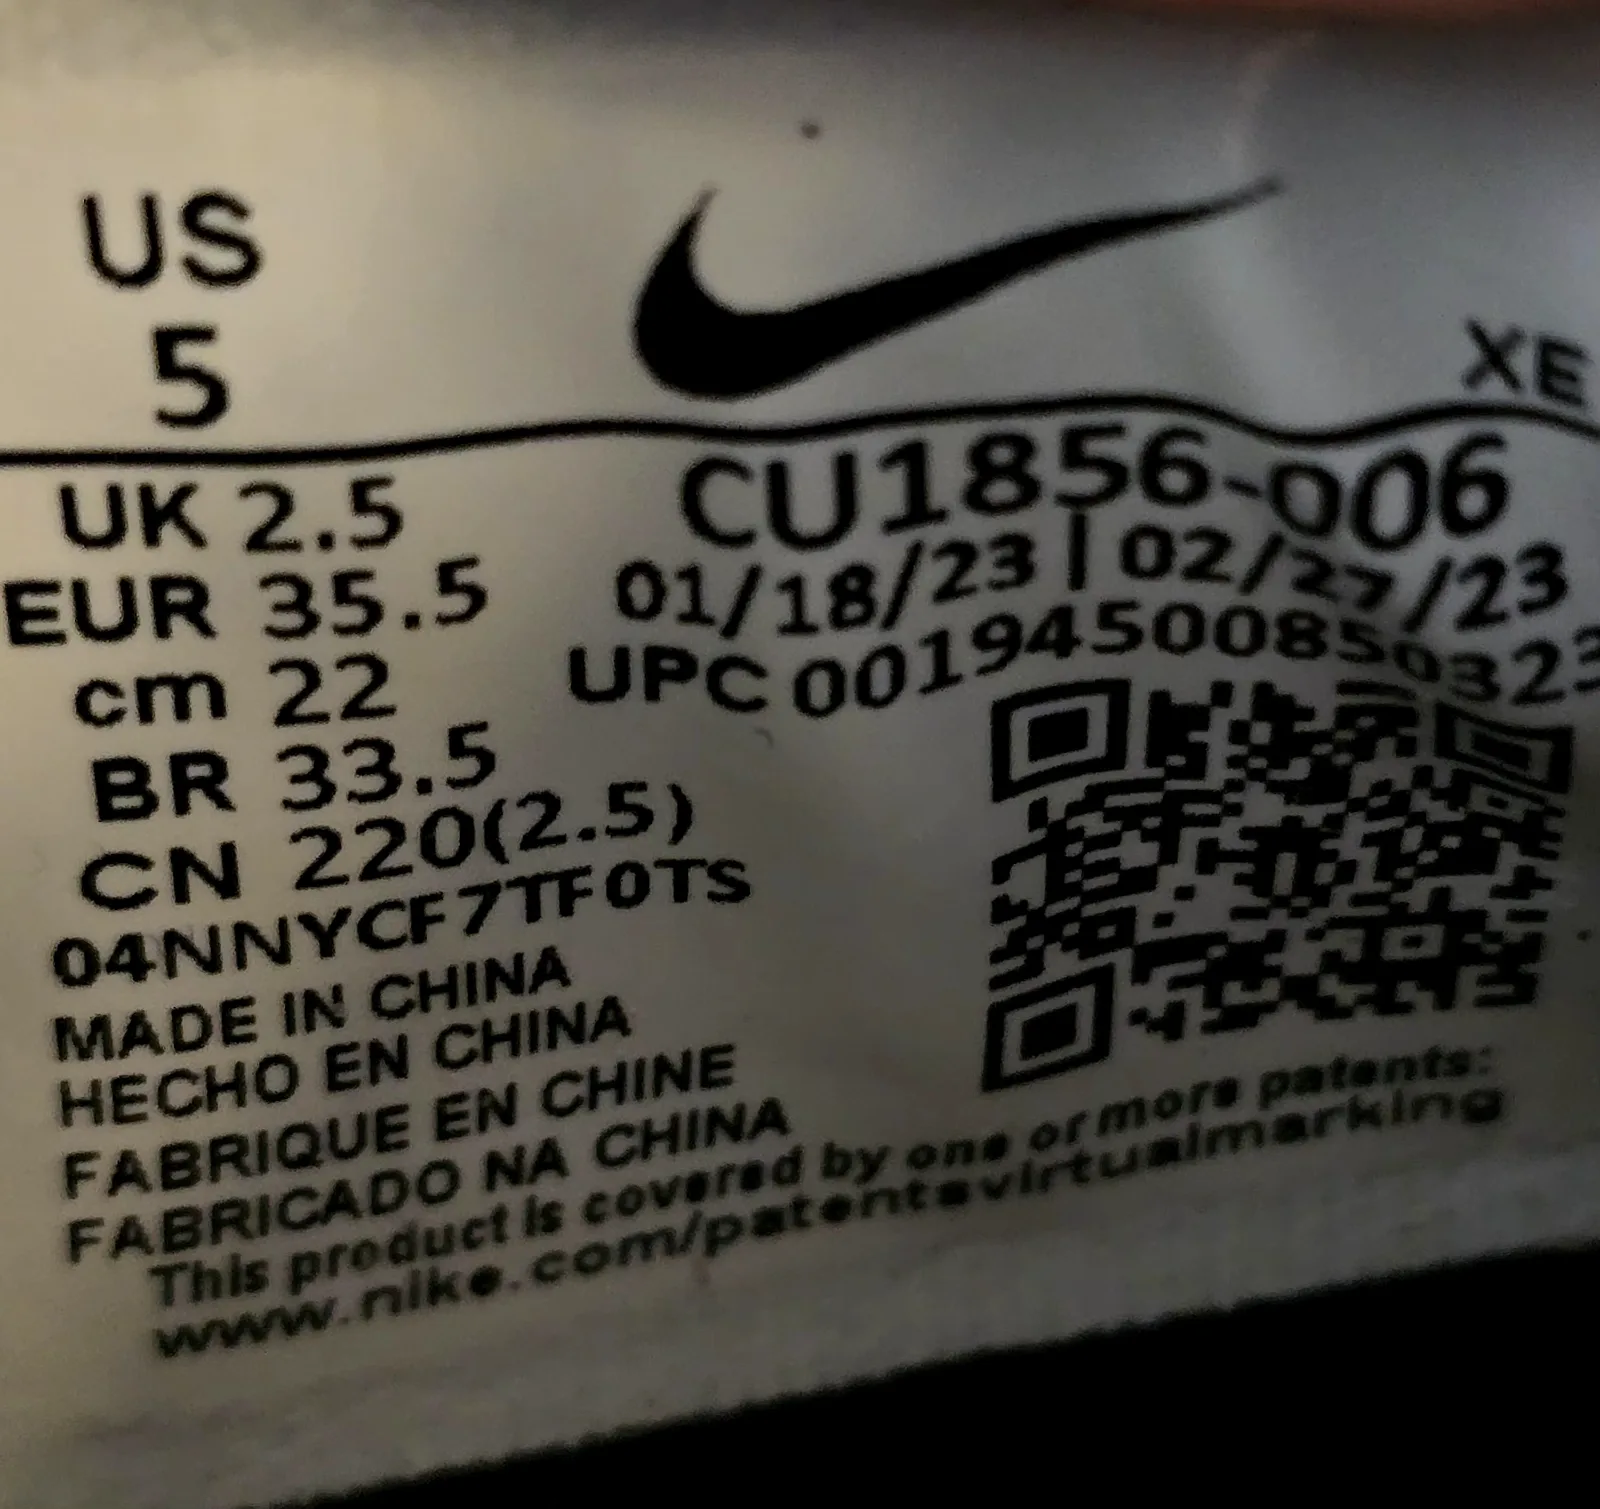 US
5
XE
UK 2.5
EUR 35.5
cm 22
BR 33.5
CN 220(2.5)
CU1856-006
01/18/23 | 02/27/23
UPC 00194500850323
04NNYCF7TF0TS
MADE IN CHINA
HECHO EN CHINA
FABRIQUE EN CHINE
FABRICADO NA CHINA
This product is covered by one or more patents:
www.nike.com/patentsvirtualmarking